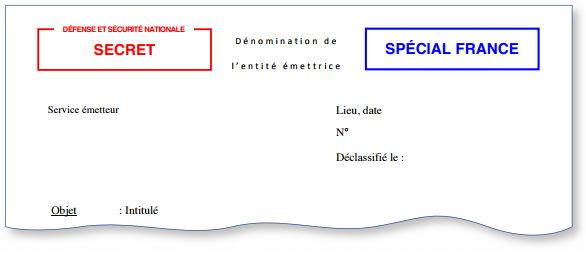 DÉFENSE ET SÉCURITÉ NATIONALE
SECRET
Dénomination de
l'entité émettrice
SPÉCIAL FRANCE
Service émetteur
Lieu, date
N°
Déclassifié le :
Objet : Intitulé